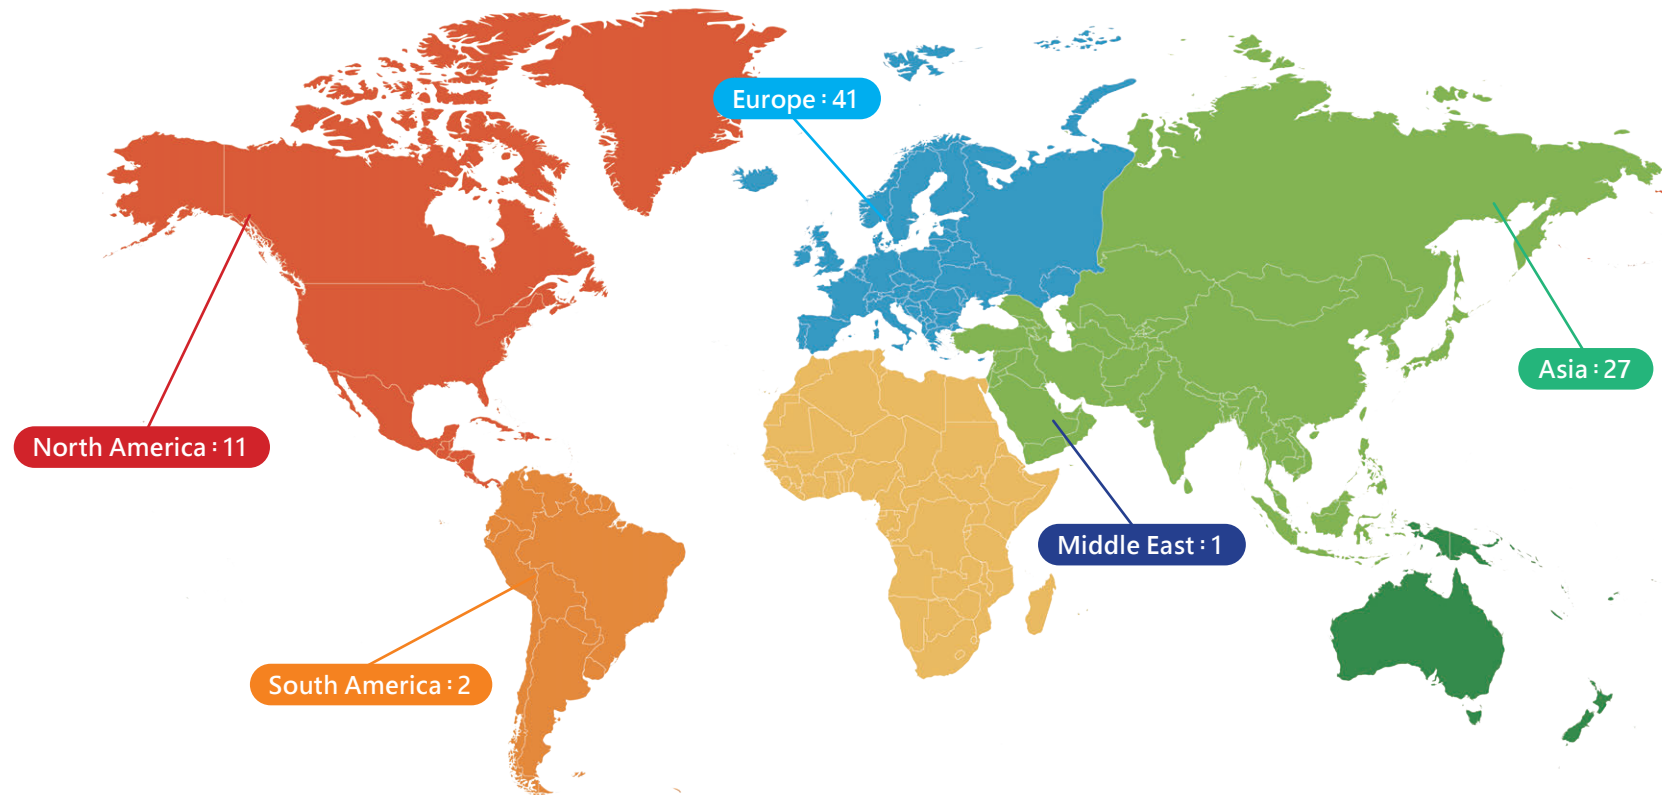 Europe : 41
Asia : 27
North America : 11
Middle East : 1
South America : 2